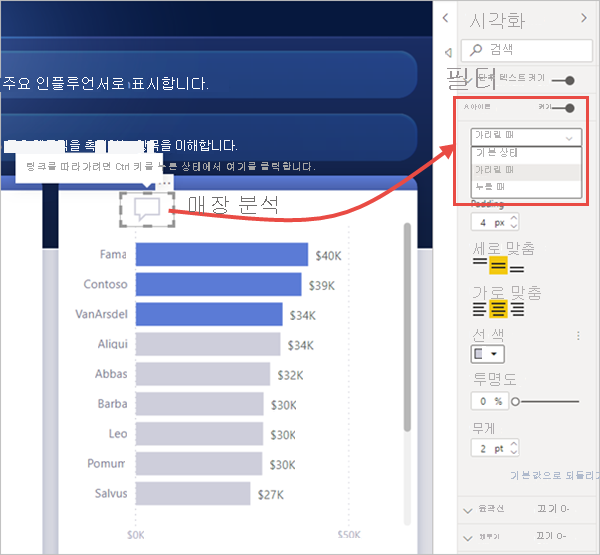 시각화
검색
필터
단추 텍스트 켜기
아이콘
켜기
가리킬 때
기본 상태
가리킬 때
누를 때
Padding
4 px
세로 맞춤
가로 맞춤
선 색
투명도
0 %
무게
2 pt
기본값으로 되돌리기
윤곽선 끄기
채우기 끄기
주요 인플루언서로 표시합니다.
이해합니다.
링크를 따라가려면 Ctrl 키를 누른 상태에서 여기를 클릭합니다.
매장 분석
Fama $40K
Contoso $39K
VanArsdel $34K
Aliqui $34K
Abbas $32K
Barba $30K
Leo $30K
Pomum $30K
Salvus $27K
$0K $50K